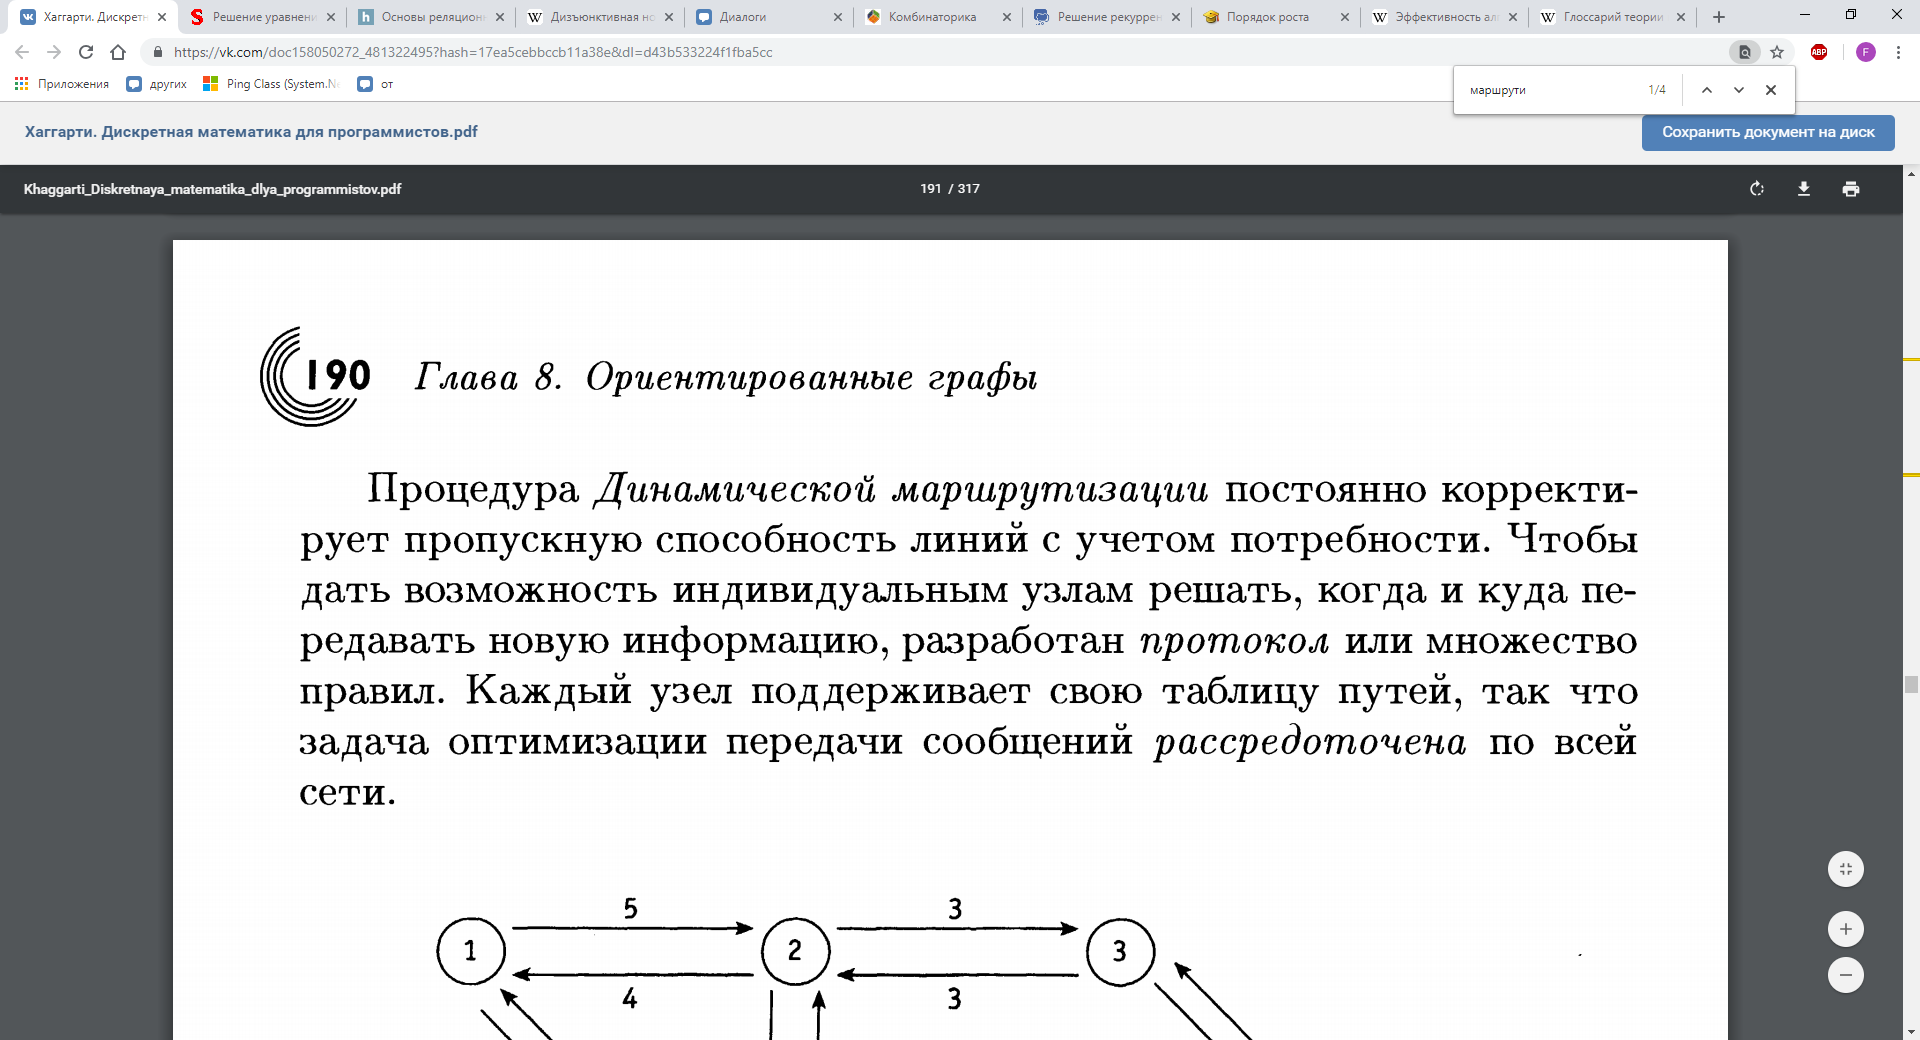 Хаггарти. Дискретн
Решение уравнени
Основы реляцион
Дизъюнктивная но
Диалоги
Комбинаторика
Решение рекуррен
Порядок роста
Эффективность алг
Глоссарий теории
https://vk.com/doc158050272_481322495?hash=17ea5cebbccb11a38e&dl=d43b533224f1fba5cc
ABP
F
Приложения
других
Ping Class (System.Ne
от
маршрути
1/4
Хаггарти. Дискретная математика для программистов.pdf
Сохранить документ на диск
Khaggarti_Diskretnaya_matematika_dlya_programmistov.pdf
191 / 317
190 Глава 8. Ориентированные графы
Процедура Динамической маршрутизации постоянно корректи-
рует пропускную способность линий с учетом потребности. Чтобы
дать возможность индивидуальным узлам решать, когда и куда пе-
редавать новую информацию, разработан протокол или множество
правил. Каждый узел поддерживает свою таблицу путей, так что
задача оптимизации передачи сообщений рассредоточена по всей
сети.
5 3
1 2 3
4 3